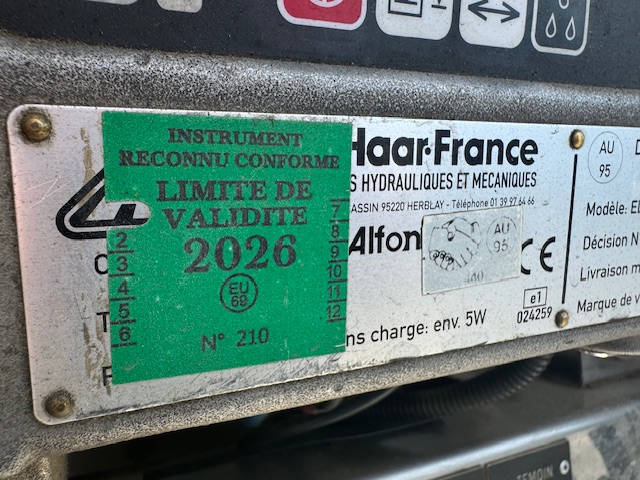 INSTRUMENT
RECONNU CONFORME
LIMITE DE
VALIDITE
2026
2
3
4
5
6
7
8
9
10
11
12
EU
69
N° 210
Haar·France
S HYDRAULIQUES ET MECANIQUES
ASSIN 95220 HERBLAY - Téléphone 01 39 97 64 66
Alfon
AU
95
CE
e1
024259
ns charge: env. 5W
AU
95
D
Modèle: E
Décision N
Livraison m
Marque de v
TEMOIN